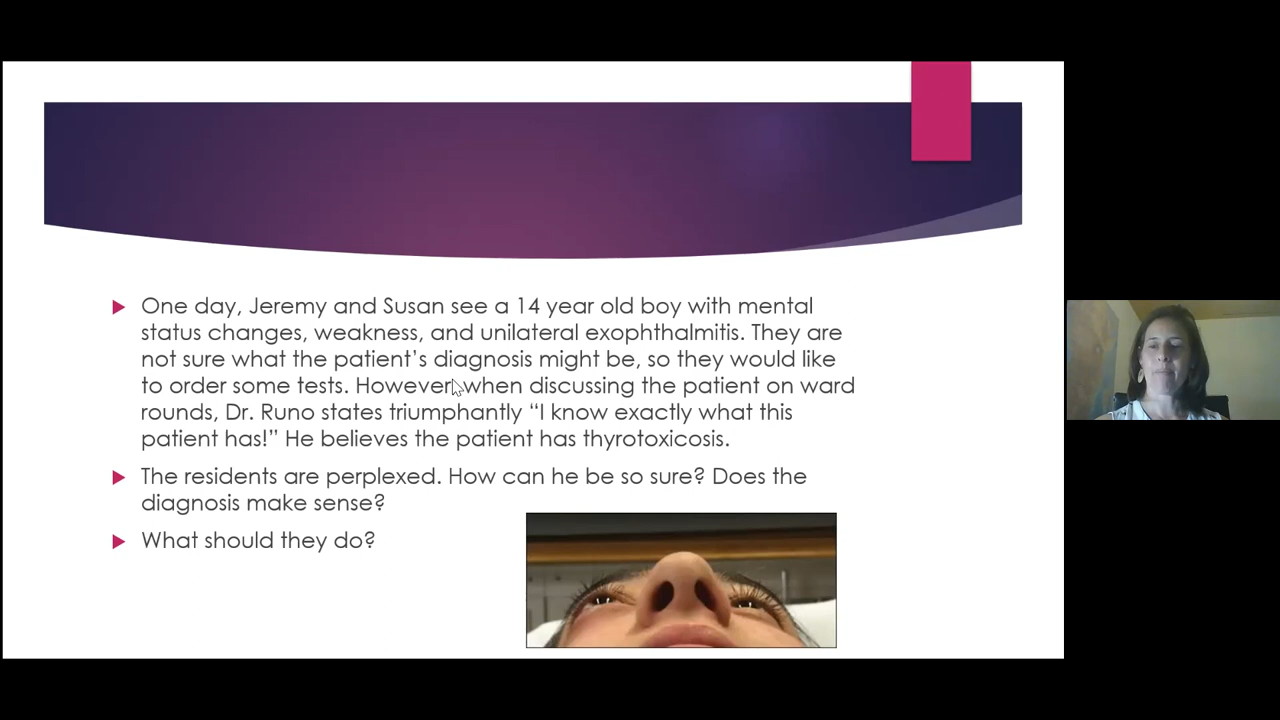 One day, Jeremy and Susan see a 14 year old boy with mental
status changes, weakness, and unilateral exophthalmitis. They are
not sure what the patient's diagnosis might be, so they would like
to order some tests. However, when discussing the patient on ward
rounds, Dr. Runo states triumphantly “I know exactly what this
patient has!” He believes the patient has thyrotoxicosis.
The residents are perplexed. How can he be so sure? Does the
diagnosis make sense?
What should they do?